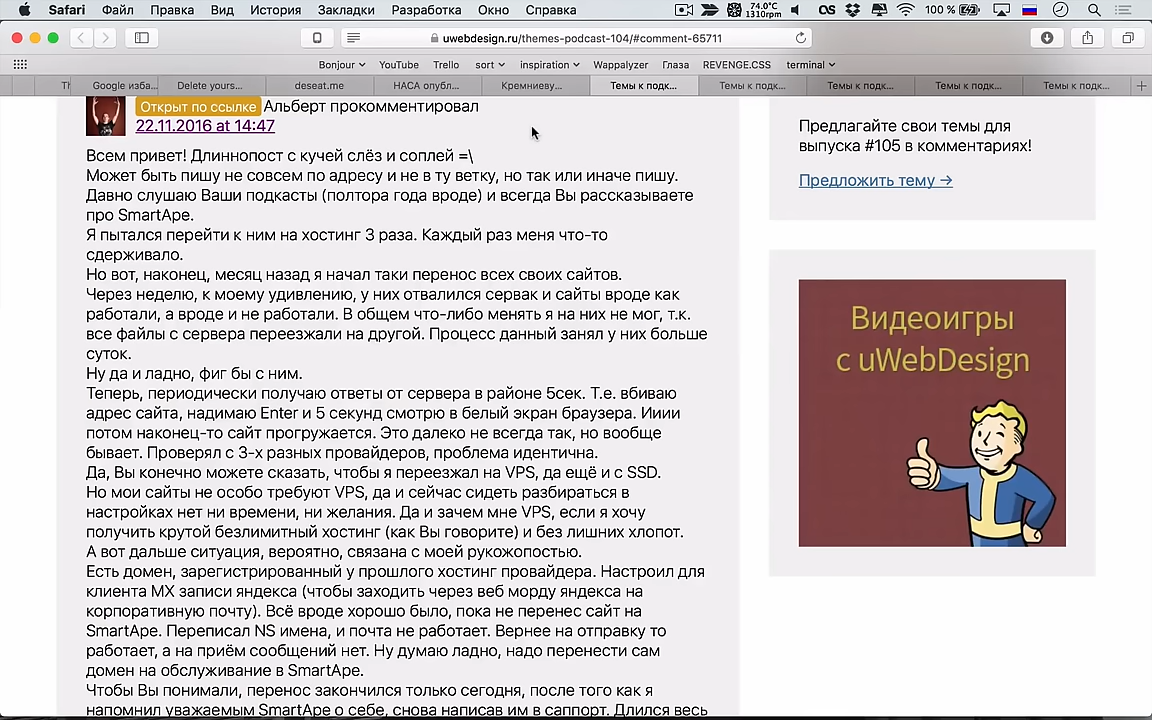 Safari Файл Правка Вид История Закладки Разработка Окно Справка 74.0°C 1310rpm 100 %
uwebdesign.ru/themes-podcast-104/#comment-65711
Bonjour YouTube Trello sort inspiration Wappalyzer Глаза REVENGE.CSS terminal
Google изба... Delete yours... deseat.me НАСА опубл... Кремниеву... Темы к подк... Темы к подк... Темы к подк... Темы к подк... Темы к подк...
Открыт по ссылке Альберт прокомментировал
22.11.2016 at 14:47
Всем привет! Длиннопост с кучей слёз и соплей =\
Может быть пишу не совсем по адресу и не в ту ветку, но так или иначе пишу.
Давно слушаю Ваши подкасты (полтора года вроде) и всегда Вы рассказываете
про SmartApe.
Я пытался перейти к ним на хостинг 3 раза. Каждый раз меня что-то
сдерживало.
Но вот, наконец, месяц назад я начал таки перенос всех своих сайтов.
Через неделю, к моему удивлению, у них отвалился сервак и сайты вроде как
работали, а вроде и не работали. В общем что-либо менять я на них не мог, т.к.
все файлы с сервера переезжали на другой. Процесс данный занял у них больше
суток.
Ну да и ладно, фиг бы с ним.
Теперь, периодически получаю ответы от сервера в районе 5сек. Т.е. вбиваю
адрес сайта, надимаю Enter и 5 секунд смотрю в белый экран браузера. Ииии
потом наконец-то сайт прогружается. Это далеко не всегда так, но вообще
бывает. Проверял с 3-х разных провайдеров, проблема идентична.
Да, Вы конечно можете сказать, чтобы я переезжал на VPS, да ещё и с SSD.
Но мои сайты не особо требуют VPS, да и сейчас сидеть разбираться в
настройках нет ни времени, ни желания. Да и зачем мне VPS, если я хочу
получить крутой безлимитный хостинг (как Вы говорите) и без лишних хлопот.
А вот дальше ситуация, вероятно, связана с моей рукожопостью.
Есть домен, зарегистрированный у прошлого хостинг провайдера. Настроил для
клиента MX записи яндекса (чтобы заходить через веб морду яндекса на
корпоративную почту). Всё вроде хорошо было, пока не перенес сайт на
SmartApe. Переписал NS имена, и почта не работает. Вернее на отправку то
работает, а на приём сообщений нет. Ну думаю ладно, надо перенести сам
домен на обслуживание в SmartApe.
Чтобы Вы понимали, перенос закончился только сегодня, после того как я
напомнил уважаемым SmartApe о себе, снова написав им в саппорт. Длился весь
Предлагайте свои темы для
выпуска #105 в комментариях!
Предложить тему →
Видеоигры
с uWebDesign